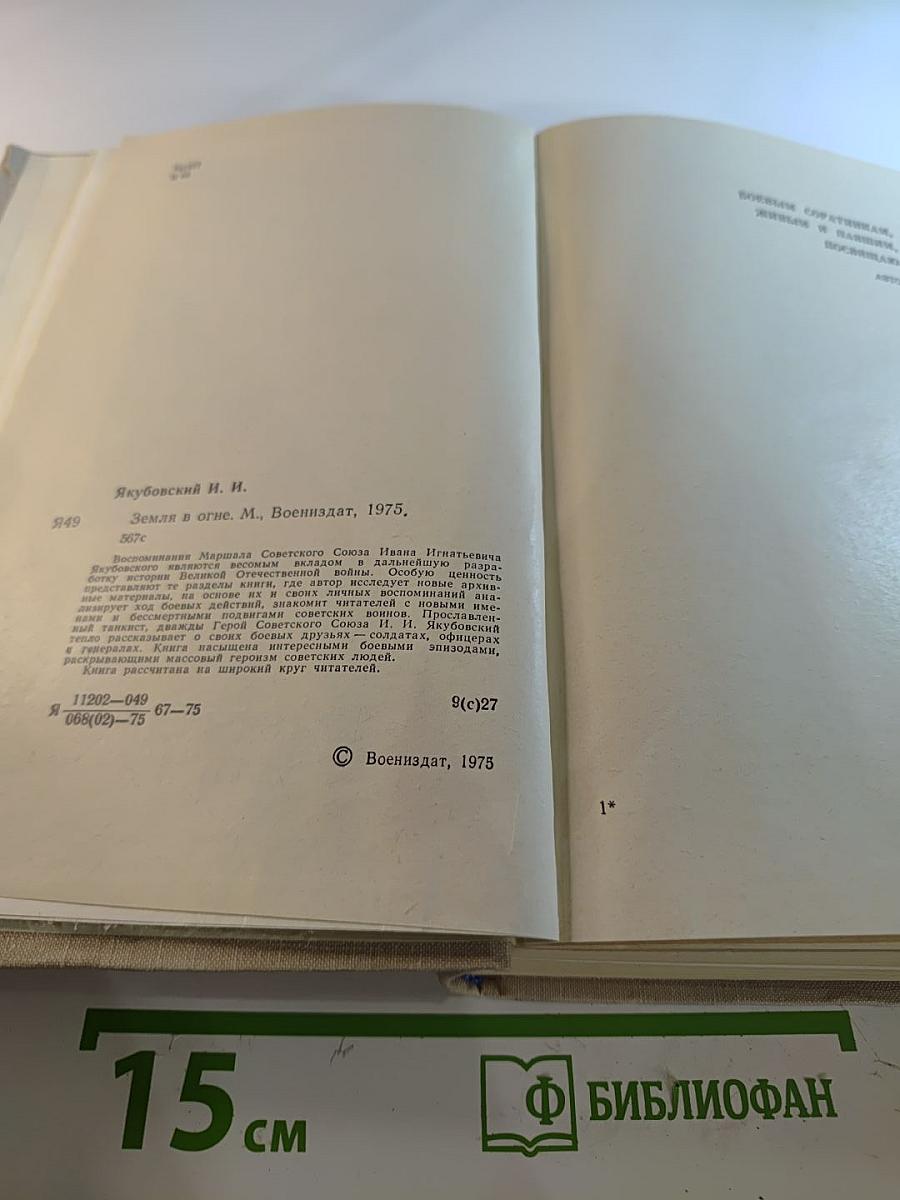 Якубовский И. И.
Я49
Земля в огне. М., Воениздат, 1975.
567с
Воспоминания Маршала Советского Союза Ивана Игнатьевича
Якубовского являются весомым вкладом в дальнейшую разра-
ботку истории Великой Отечественной войны. Особую ценность
представляют те разделы книги, где автор исследует новые архив-
ные материалы, на основе их и своих личных воспоминаний ана-
лизирует ход боевых действий, знакомит читателей с новыми име-
нами и бессмертными подвигами советских воинов. Прославлен-
ный танкист, дважды Герой Советского Союза И. И. Якубовский
тепло рассказывает о своих боевых друзьях — солдатах, офицерах
и генералах. Книга насыщена интересными боевыми эпизодами,
раскрывающими массовый героизм советских людей.
Книга рассчитана на широкий круг читателей.
Я 11202—049
068(02)—75 67—75
9(с)27
© Воениздат, 1975
БОЕВЫМ СОРАТНИКАМ,
ЖИВЫМ И ПАВШИМ,
1*
15 см
Ф БИБЛИОФАН